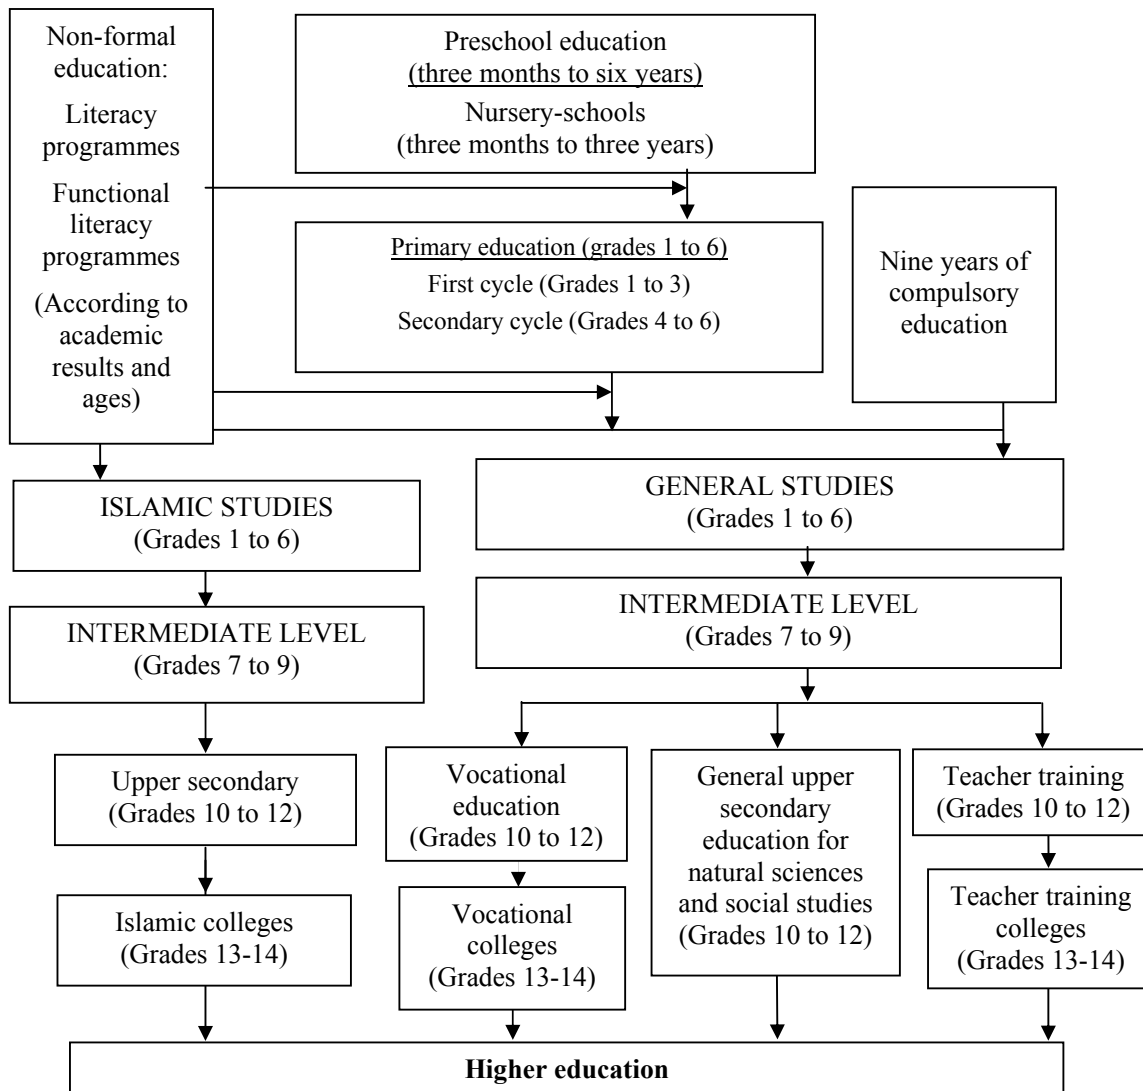 Non-formal
education:
Literacy
programmes
Functional
literacy
programmes
(According to
academic
results and
ages)
Preschool education
(three months to six years)
Nursery-schools
(three months to three years)
Primary education (grades 1 to 6)
First cycle (Grades 1 to 3)
Secondary cycle (Grades 4 to 6)
Nine years of
compulsory
education
ISLAMIC STUDIES
(Grades 1 to 6)
GENERAL STUDIES
(Grades 1 to 6)
INTERMEDIATE LEVEL
(Grades 7 to 9)
INTERMEDIATE LEVEL
(Grades 7 to 9)
Upper secondary
(Grades 10 to 12)
Vocational
education
(Grades 10 to 12)
General upper
secondary
education for
natural sciences
and social studies
(Grades 10 to 12)
Teacher training
(Grades 10 to 12)
Islamic colleges
(Grades 13-14)
Vocational
colleges
(Grades 13-14)
Teacher training
colleges
(Grades 13-14)
Higher education